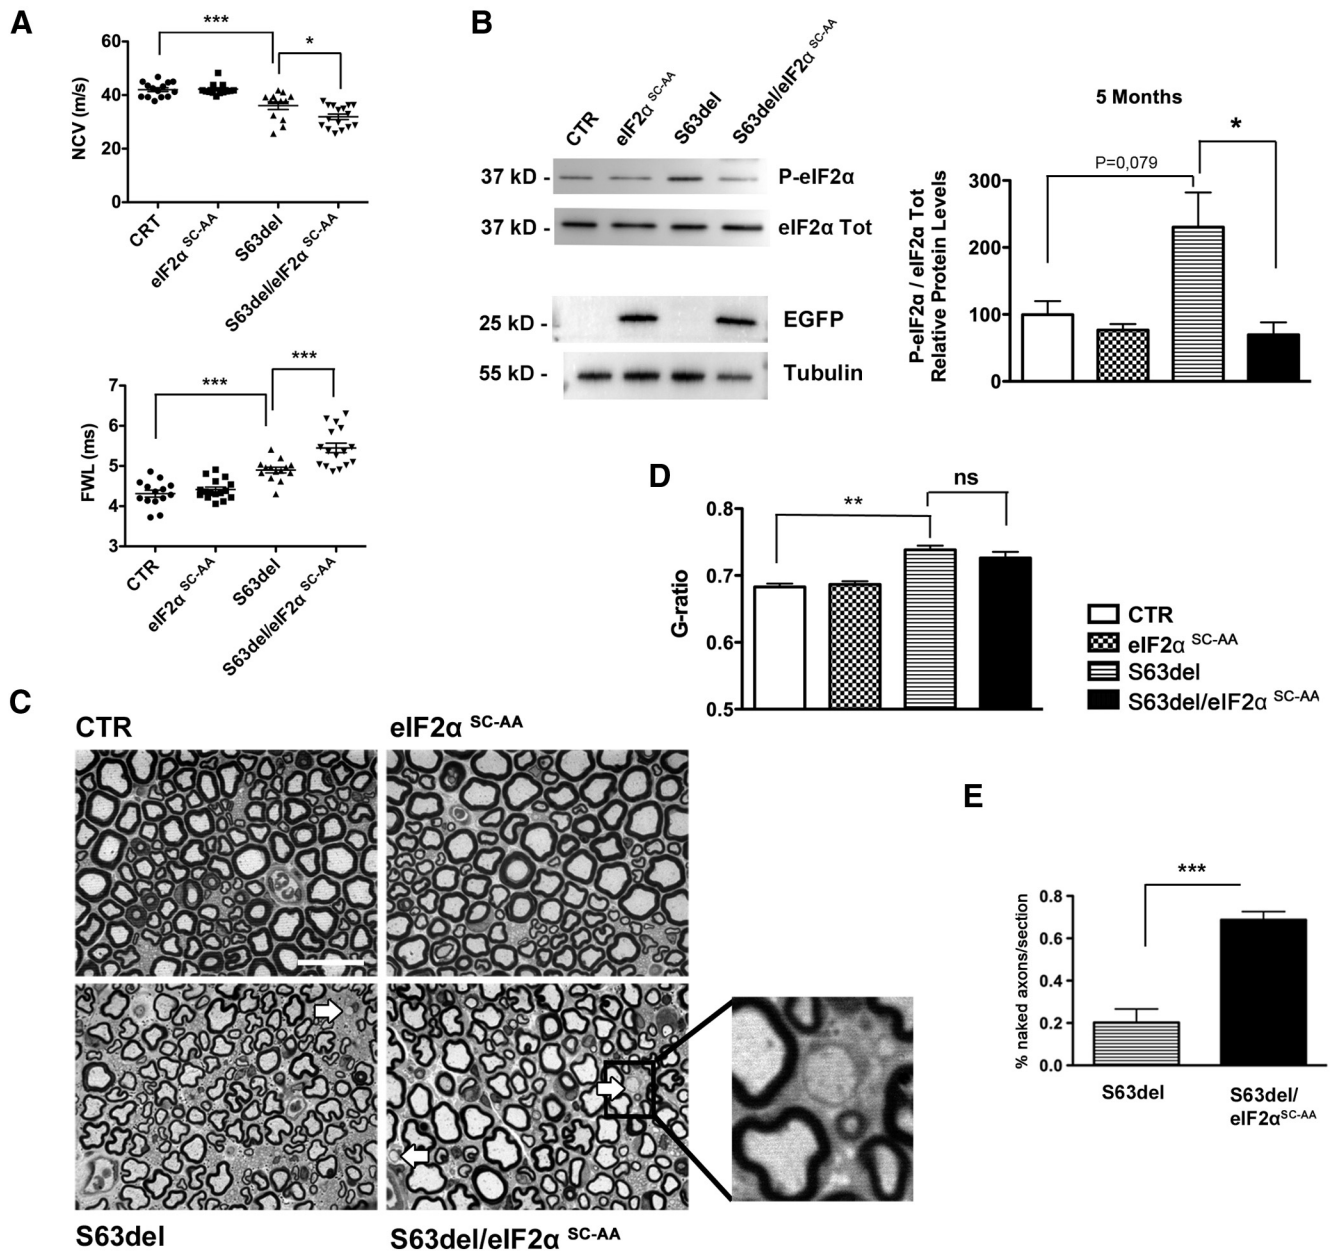 A
***
*
60
40
20
0
NCV (m/s)
CRT
eIF2α SC-AA
S63del
S63del/eIF2α SC-AA
***
***
7
6
5
4
3
FWL (ms)
CTR
eIF2α SC-AA
S63del
S63del/eIF2α SC-AA
B
CTR
eIF2α SC-AA
S63del
S63del/eIF2α SC-AA
37 kD -
P-eIF2α
37 kD -
eIF2α Tot
25 kD -
EGFP
55 kD -
Tubulin
5 Months
*
P=0,079
300
200
100
0
P-eIF2α / eIF2α Tot
Relative Protein Levels
D
**
ns
0.8
0.7
0.6
0.5
G-ratio
CTR
eIF2α SC-AA
S63del
S63del/eIF2α SC-AA
C
CTR
eIF2α SC-AA
S63del
S63del/eIF2α SC-AA
E
***
0.8
0.6
0.4
0.2
0.0
% naked axons/section
S63del
S63del/
eIF2αSC-AA